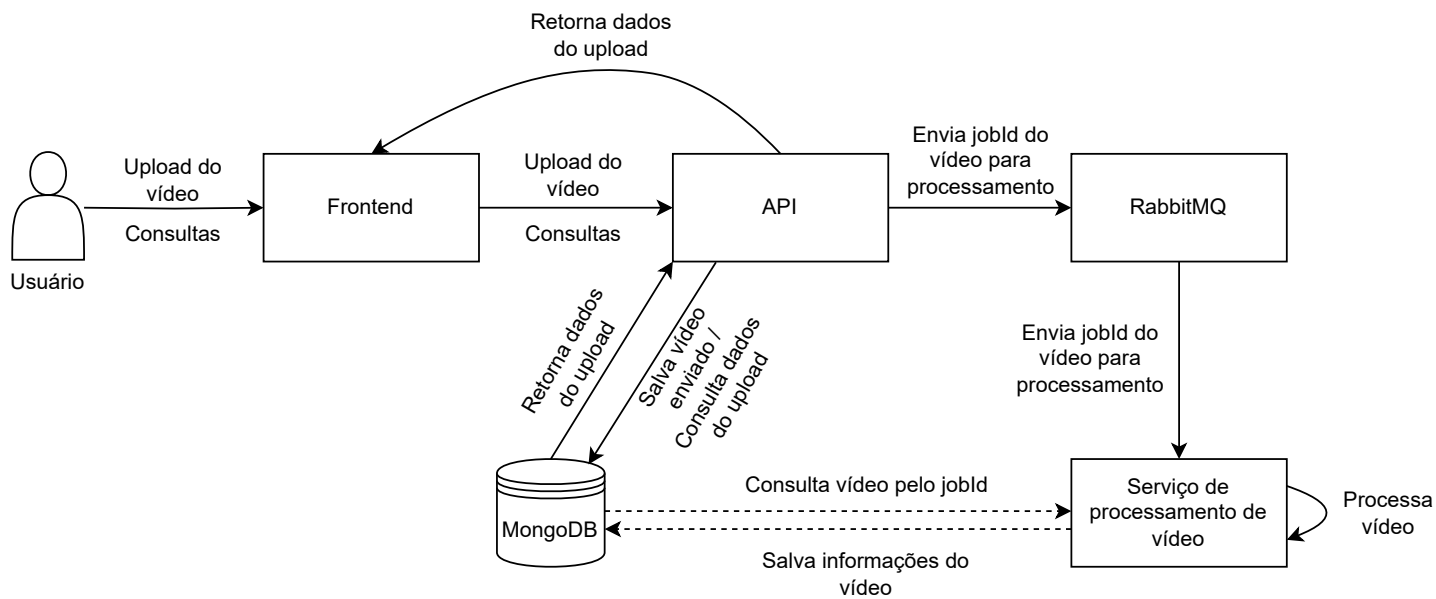 Retorna dados
do upload
Upload do
vídeo
Consultas
Usuário
Frontend
Upload do
vídeo
Consultas
API
Envia jobId do
vídeo para
processamento
RabbitMQ
Retorna dados
do upload
Salva vídeo
enviado /
Consulta dados
do upload
Envia jobId do
vídeo para
processamento
MongoDB
Consulta vídeo pelo jobId
Salva informações do
vídeo
Serviço de
processamento de
vídeo
Processa
vídeo